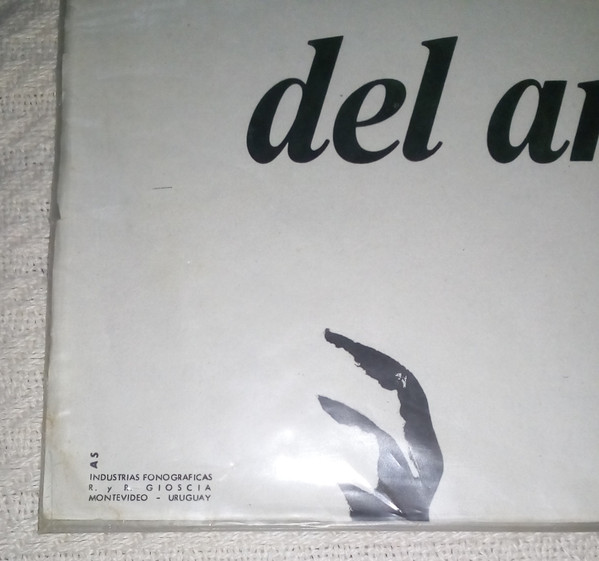 del
AS
INDUSTRIAS FONOGRAFICAS
R. y R. GIOSCIA
MONTEVIDEO - URUGUAY